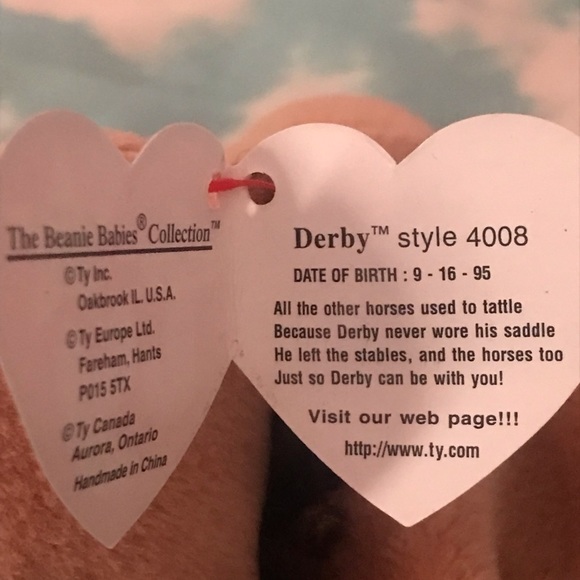 The Beanie Babies® Collection™
©Ty Inc.
Oakbrook IL. U.S.A.
©Ty Europe Ltd.
Fareham, Hants
P015 5TX
©Ty Canada
Aurora, Ontario
Handmade in China
Derby™ style 4008
DATE OF BIRTH : 9 - 16 - 95
All the other horses used to tattle
Because Derby never wore his saddle
He left the stables, and the horses too
Just so Derby can be with you!
Visit our web page!!!
http://www.ty.com